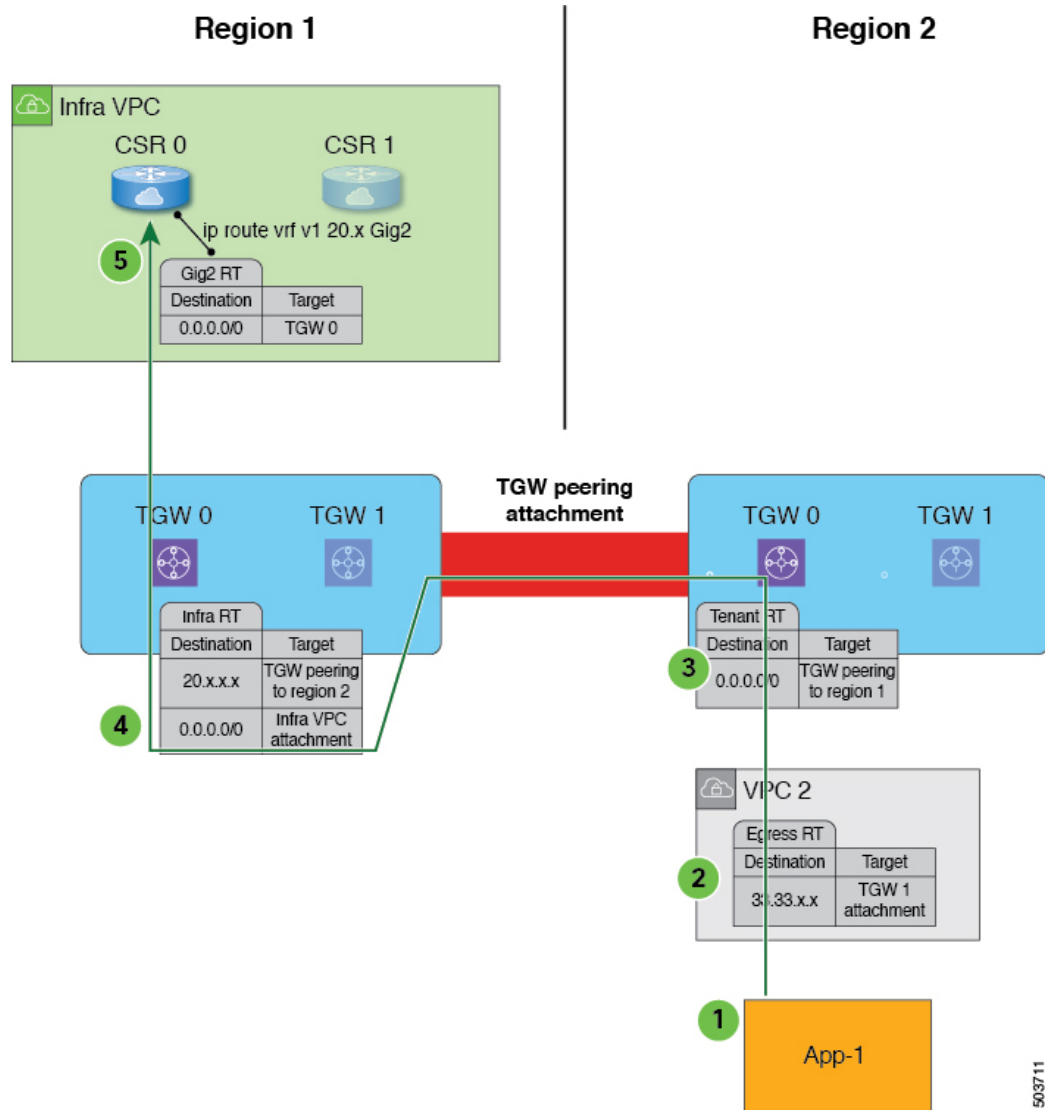 Region 1
Region 2
Infra VPC
CSR 0
CSR 1
ip route vrf v1 20.x Gig2
5
Gig2 RT
Destination Target
0.0.0.0/0 TGW 0
TGW peering
attachment
TGW 0
TGW 1
TGW 0
TGW 1
Infra RT
Destination Target
20.x.x.x TGW peering
to region 2
4
0.0.0.0/0 Infra VPC
attachment
Tenant RT
Destination Target
3
0.0.0.0/0 TGW peering
to region 1
VPC 2
Egress RT
Destination Target
2
33.33.x.x TGW 1
attachment
1
App-1
503711